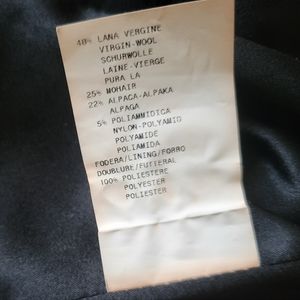 48% LANA VERGINE
VIRGIN-WOOL
SCHURWOLLE
LAINE-VIERGE
PURA LA
25% MOHAIR
22% ALPACA-ALPAKA
ALPAGA
5% POLIAMMIDICA
NYLON-POLYAMID
POLYAMIDE
POLIAMIDA
FODERA/LINING/FORRO
DOUBLURE/FUTTERAL
100% POLIESTERE
POLYESTER
POLIESTER